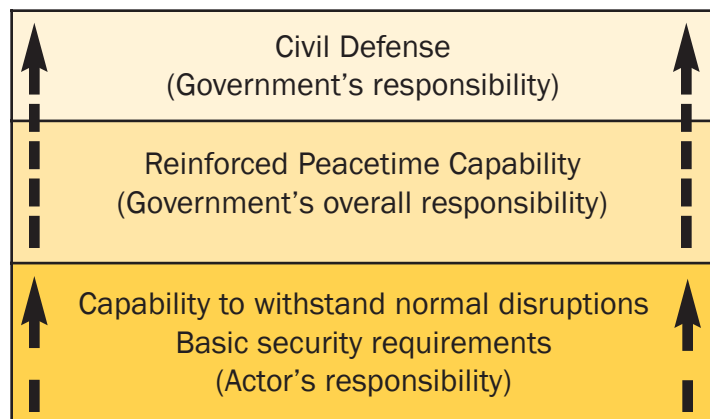 Civil Defense
(Government’s responsibility)
Reinforced Peacetime Capability
(Government’s overall responsibility)
Capability to withstand normal disruptions
Basic security requirements
(Actor’s responsibility)